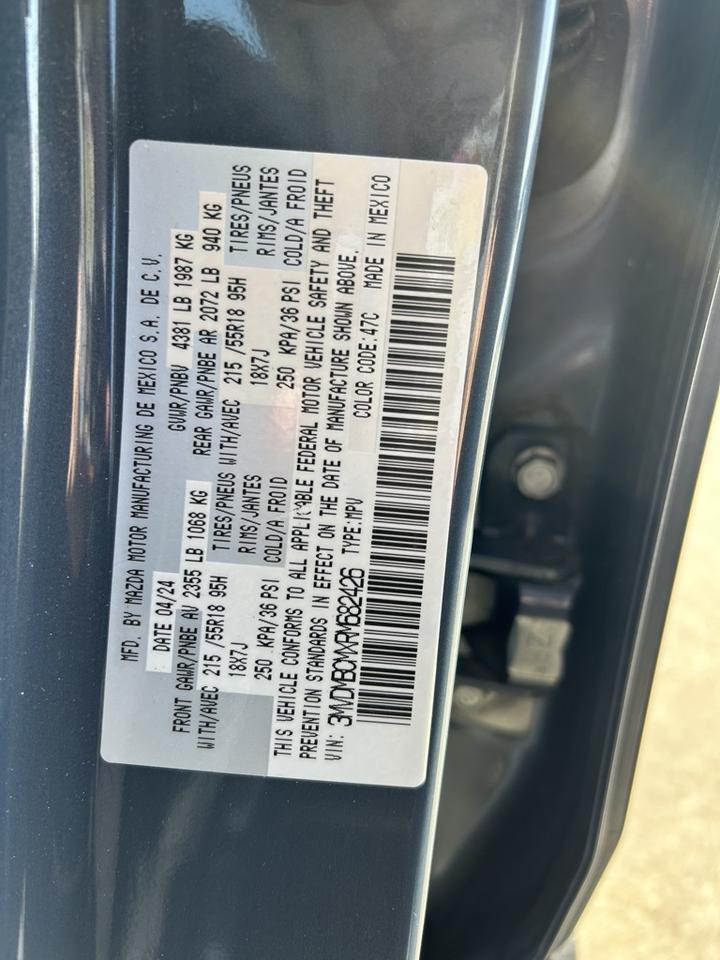 MFD. BY MAZDA MOTOR MANUFACTURING DE MEXICO S.A. DE C.V.
DATE 04/24 GVWR/PNBV 4381 LB 1987 KG
FRONT GAWR/PNBE AV 2355 LB 1068 KG REAR GAWR/PNBE AR 2072 LB 940 KG
WITH/AVEC 215 /55R18 95H TIRES/PNEUS WITH/AVEC 215 /55R18 95H TIRES/PNEUS
18X7J RIMS/JANTES 18X7J RIMS/JANTES
250 KPA/36 PSI COLD/A FROID 250 KPA/36 PSI COLD/A FROID
THIS VEHICLE CONFORMS TO ALL APPLICABLE FEDERAL MOTOR VEHICLE SAFETY AND THEFT
PREVENTION STANDARDS IN EFFECT ON THE DATE OF MANUFACTURE SHOWN ABOVE.
VIN: 3MVDMBCMXRM682426 TYPE:MPV COLOR CODE:47C MADE IN MEXICO